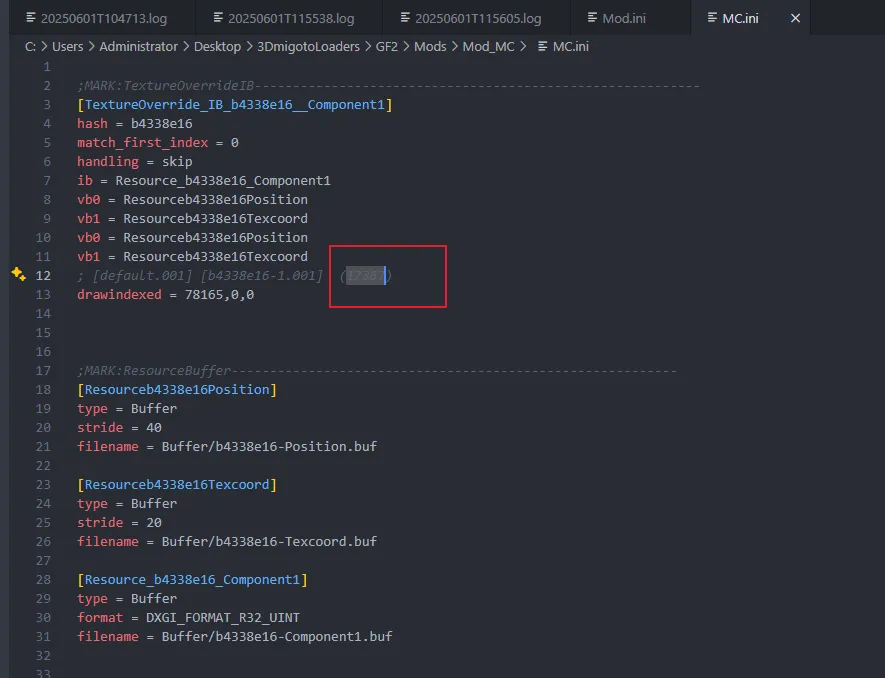 20250601T104713.log 20250601T115538.log 20250601T115605.log Mod.ini MC.ini
C: > Users > Administrator > Desktop > 3DmigotoLoaders > GF2 > Mods > Mod_MC > MC.ini
1
2 ;MARK:TextureOverrideIB----------------------------------------------------------
3 [TextureOverride_IB_b4338e16__Component1]
4 hash = b4338e16
5 match_first_index = 0
6 handling = skip
7 ib = Resource_b4338e16_Component1
8 vb0 = Resourceb4338e16Position
9 vb1 = Resourceb4338e16Texcoord
10 vb0 = Resourceb4338e16Position
11 vb1 = Resourceb4338e16Texcoord
12 ; [default.001] [b4338e16-1.001] (17367)
13 drawindexed = 78165,0,0
14
15
16
17 ;MARK:ResourceBuffer----------------------------------------------------------
18 [Resourceb4338e16Position]
19 type = Buffer
20 stride = 40
21 filename = Buffer/b4338e16-Position.buf
22
23 [Resourceb4338e16Texcoord]
24 type = Buffer
25 stride = 20
26 filename = Buffer/b4338e16-Texcoord.buf
27
28 [Resource_b4338e16_Component1]
29 type = Buffer
30 format = DXGI_FORMAT_R32_UINT
31 filename = Buffer/b4338e16-Component1.buf
32
33